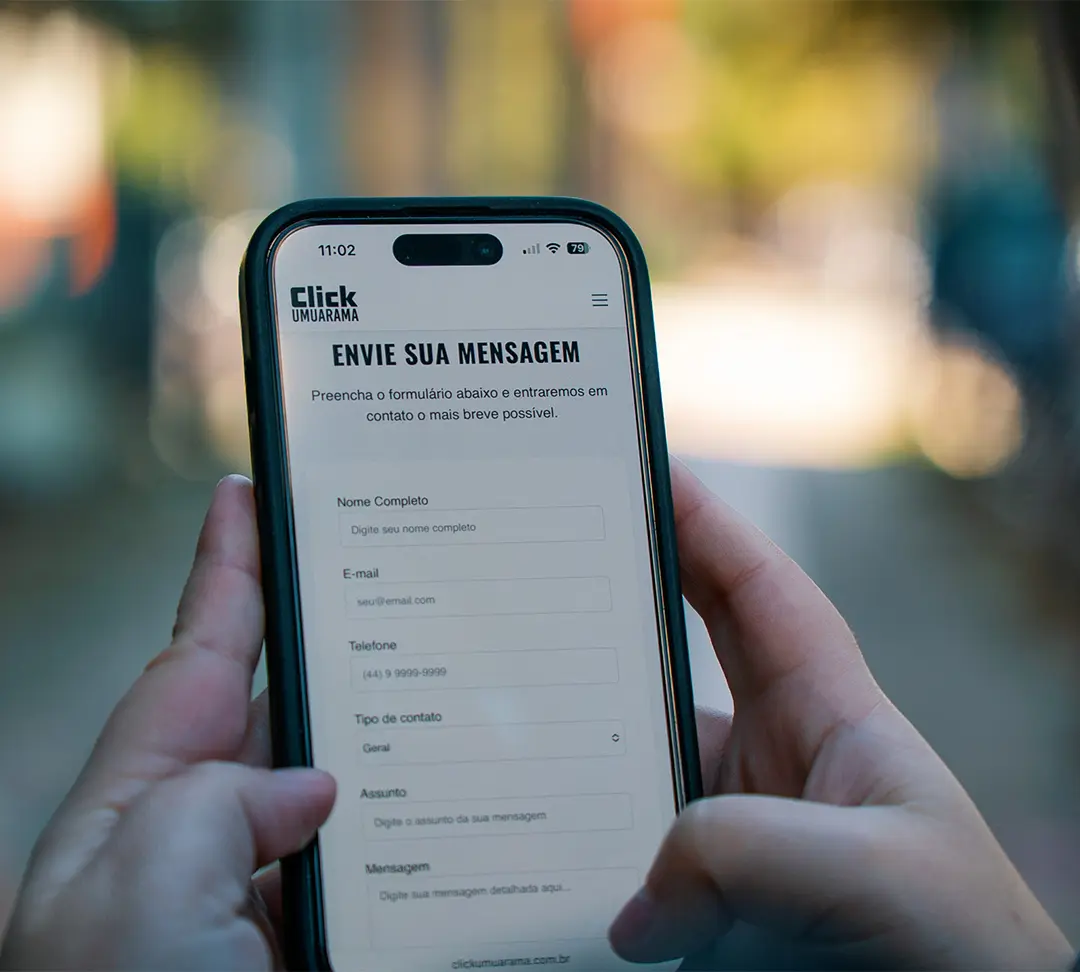 11:02
79
Click
UMUARAMA
ENVIE SUA MENSAGEM
Preencha o formulário abaixo e entraremos em
contato o mais breve possível.
Nome Completo
Digite seu nome completo
E-mail
seu@email.com
Telefone
(44) 9 9999-9999
Tipo de contato
Geral
Assunto
Digite o assunto da sua mensagem
Mensagem
Digite sua mensagem detalhada aqui...
clickumuarama.com.br